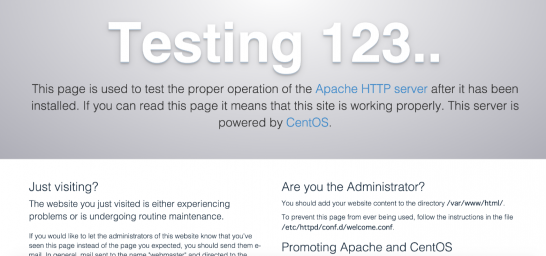 Testing 123..
This page is used to test the proper operation of the Apache HTTP server after it has been
installed. If you can read this page it means that this site is working properly. This server is
powered by CentOS.
Just visiting?
The website you just visited is either experiencing
problems or is undergoing routine maintenance.
If you would like to let the administrators of this website know that you've
seen this page instead of the page you expected, you should send them e-
mail. In general, mail sent to the name "webmaster" and directed to the
Are you the Administrator?
You should add your website content to the directory /var/www/html/.
To prevent this page from ever being used, follow the instructions in the file
/etc/httpd/conf.d/welcome.conf.
Promoting Apache and CentOS